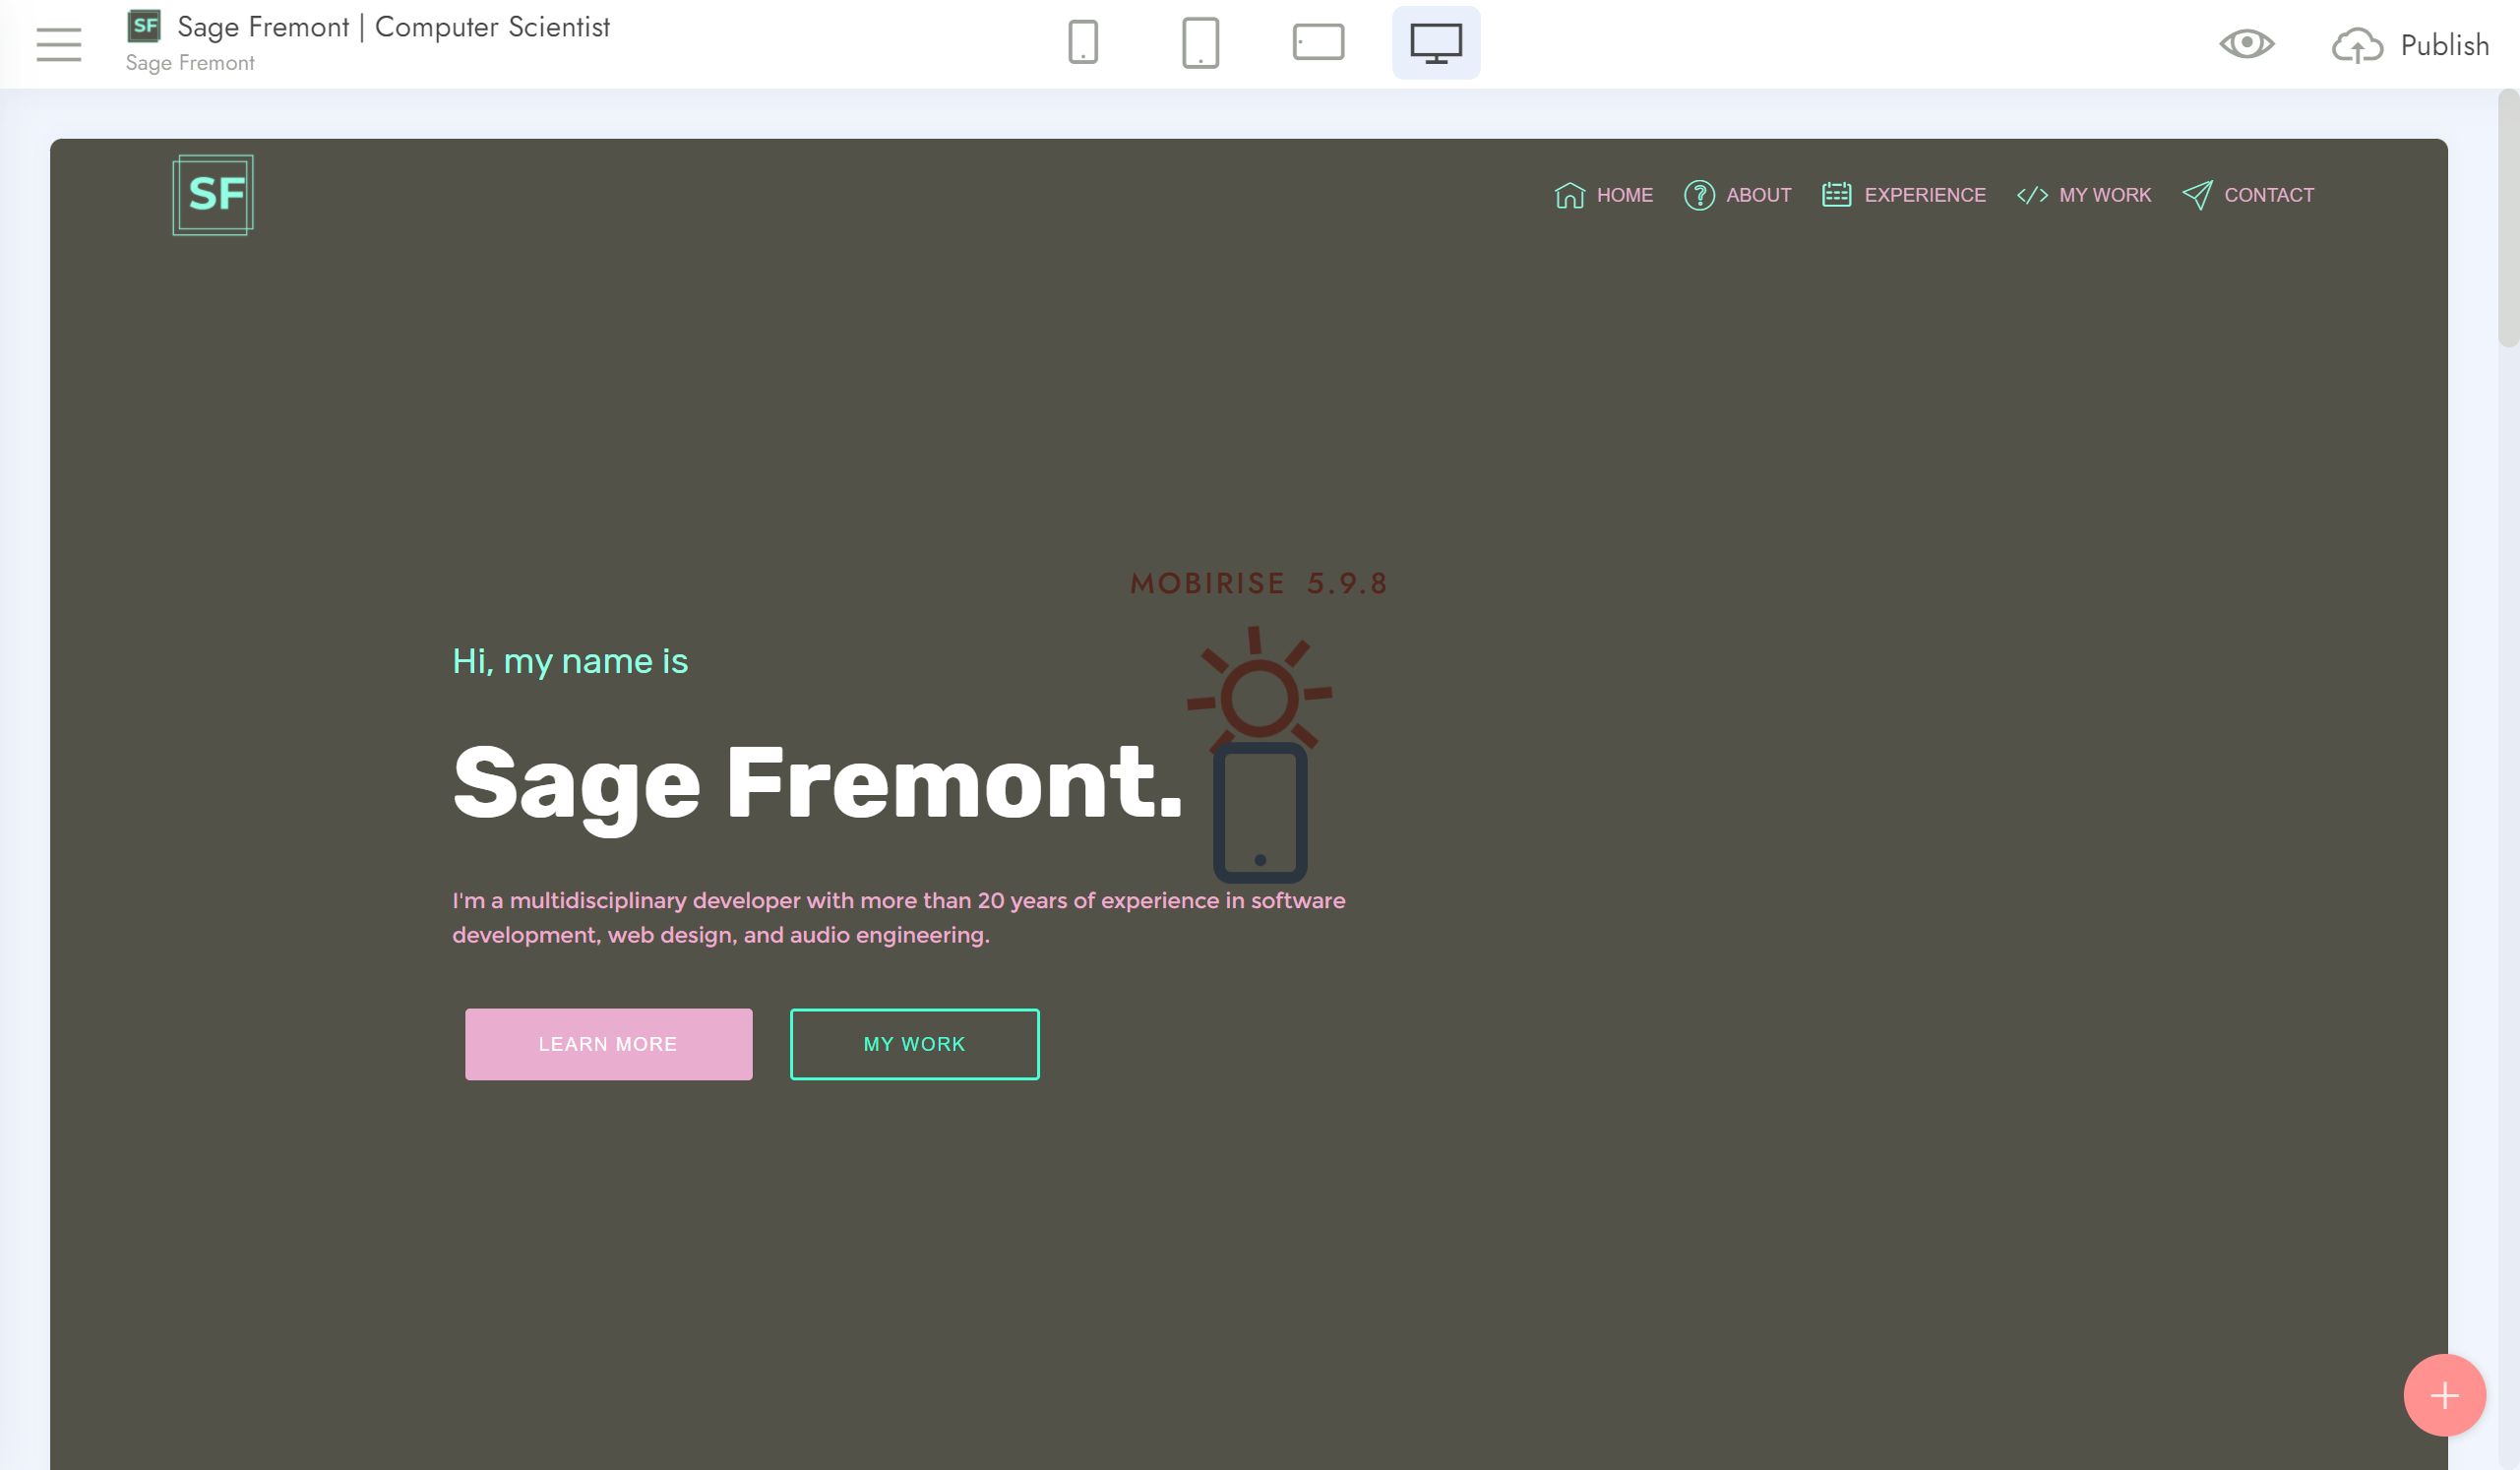 SF Sage Fremont | Computer Scientist
Sage Fremont
Publish
SF
HOME ABOUT EXPERIENCE MY WORK CONTACT
MOBIRISE 5.9.8
Hi, my name is
Sage Fremont.
I'm a multidisciplinary developer with more than 20 years of experience in software
development, web design, and audio engineering.
LEARN MORE MY WORK